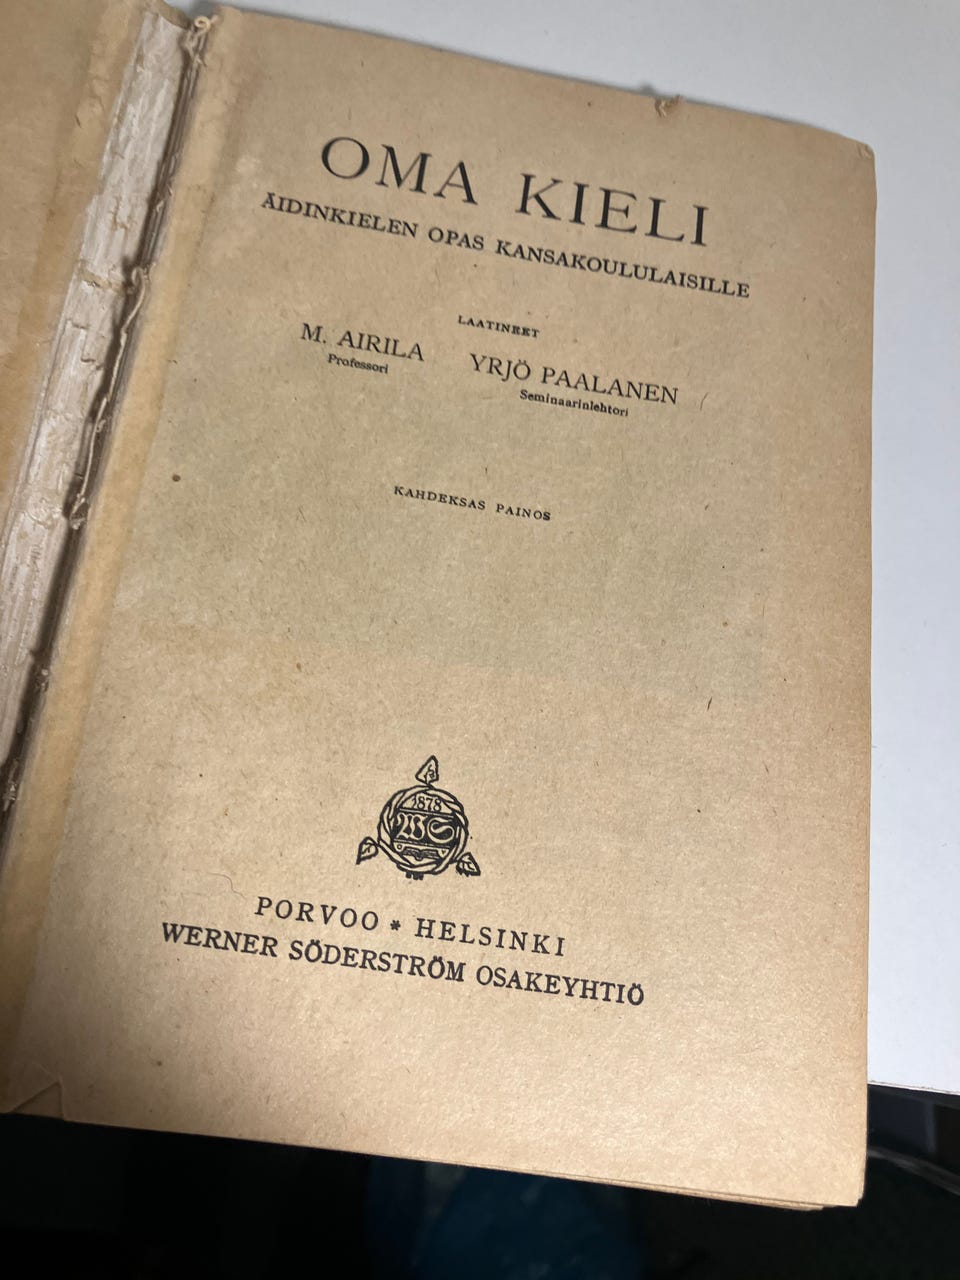 OMA KIELI
ÄIDINKIELEN OPAS KANSAKOULULAISILLE
LAATINEET
M. AIRILA YRJÖ PAALANEN
Professori Seminaarinlehtori
KAHDEKSAS PAINOS
1878
WS
PORVOO * HELSINKI
WERNER SÖDERSTRÖM OSAKEYHTIÖ